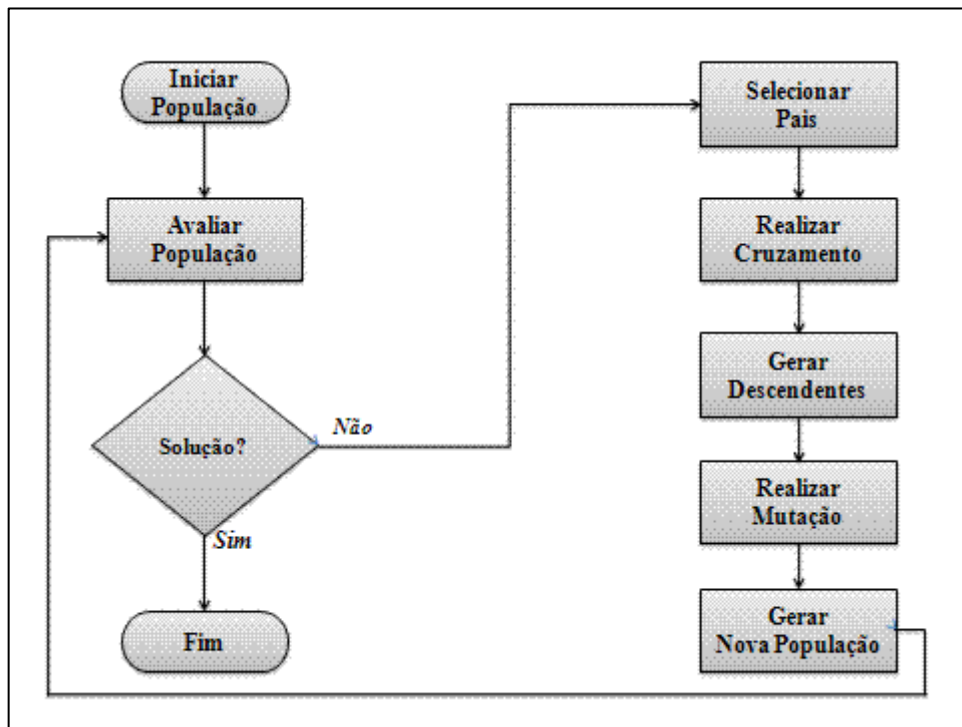 Iniciar
População
Avaliar
População
Solução?
Não
Sim
Fim
Selecionar
Pais
Realizar
Cruzamento
Gerar
Descendentes
Realizar
Mutação
Gerar
Nova População